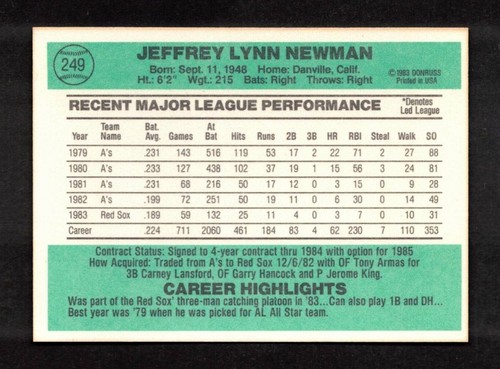 249
JEFFREY LYNN NEWMAN
Born: Sept. 11, 1948 Home: Danville, Calif.
Ht.: 6'2" Wgt.: 215 Bats: Right Throws: Right
©1983 DONRUSS
Printed in USA
RECENT MAJOR LEAGUE PERFORMANCE
*Denotes
Led League
Year Team Name Bat. Avg. Games At Bat Hits Runs 2B 3B HR RBI Steal Walk SO
1979 A's .231 143 516 119 53 17 2 22 71 2 27 88
1980 A's .233 127 438 102 37 19 1 15 56 3 24 81
1981 A's .231 68 216 50 17 12 0 3 15 0 9 28
1982 A's .199 72 251 50 19 11 0 6 30 0 14 49
1983 Red Sox .189 59 132 25 11 4 0 3 7 0 10 31
Career .224 711 2060 461 184 83 4 62 230 7 110 353
Contract Status: Signed to 4-year contract thru 1984 with option for 1985
How Acquired: Traded from A's to Red Sox 12/6/82 with OF Tony Armas for
3B Carney Lansford, OF Garry Hancock and P Jerome King.
CAREER HIGHLIGHTS
Was part of the Red Sox' three-man catching platoon in '83...Can also play 1B and DH...
Best year was '79 when he was picked for AL All Star team.